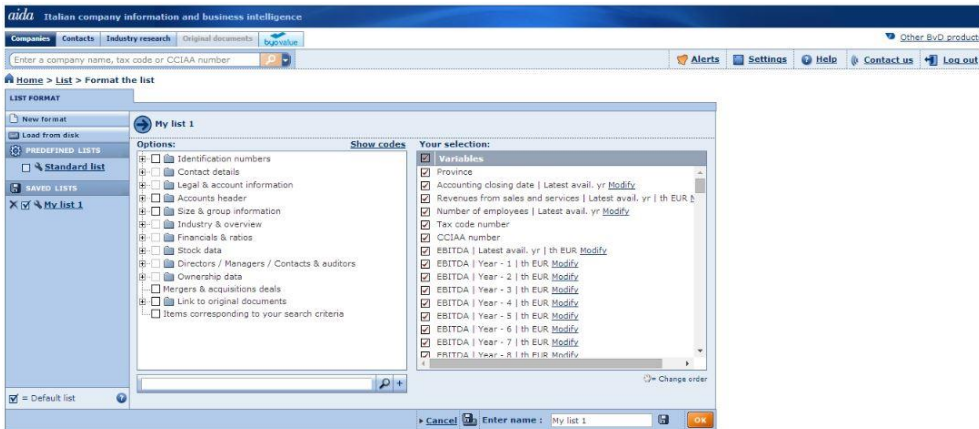 aida Italian company information and business intelligence
Companies Contacts Industry research Original documents byovalue
Other BvD product
Enter a company name, tax code or CCIAA number
Alerts Settings Help Contact us Log out
Home > List > Format the list
LIST FORMAT
New format
Load from disk
PREDEFINED LISTS
Standard list
SAVED LISTS
My list 1
= Default list
My list 1
Options: Show codes
Identification numbers
Contact details
Legal & account information
Accounts header
Size & group information
Industry & overview
Financials & ratios
Stock data
Directors / Managers / Contacts & auditors
Ownership data
Mergers & acquisitions deals
Link to original documents
Items corresponding to your search criteria
Your selection:
Variables
Province
Accounting closing date | Latest avail. yr Modify
Revenues from sales and services | Latest avail. yr | th EUR M
Number of employees | Latest avail. yr Modify
Tax code number
CCIAA number
EBITDA | Latest avail. yr | th EUR Modify
EBITDA | Year - 1 | th EUR Modify
EBITDA | Year - 2 | th EUR Modify
EBITDA | Year - 3 | th EUR Modify
EBITDA | Year - 4 | th EUR Modify
EBITDA | Year - 5 | th EUR Modify
EBITDA | Year - 6 | th EUR Modify
EBITDA | Year - 7 | th EUR Modify
EBITDA | Year - 8 | th EUR Modify
= Change order
Cancel Enter name : My list 1 OK